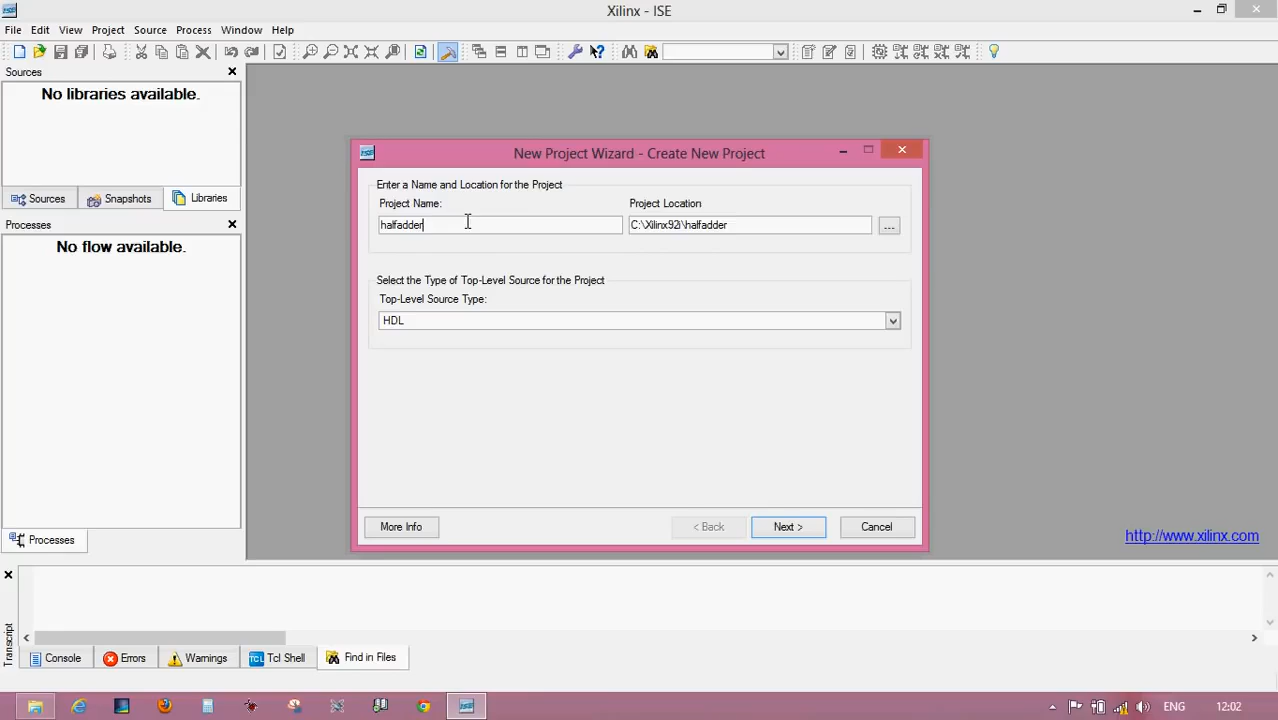 Xilinx - ISE
File Edit View Project Source Process Window Help
Sources
No libraries available.
Sources Snapshots Libraries
Processes
No flow available.
Processes
New Project Wizard - Create New Project
Enter a Name and Location for the Project
Project Name: Project Location
halfadder C:\Xilinx92i\halfadder ...
Select the Type of Top-Level Source for the Project
Top-Level Source Type:
HDL
More Info < Back Next > Cancel
http://www.xilinx.com
Transcript
Console Errors Warnings TCL Tcl Shell Find in Files
ENG 12:02